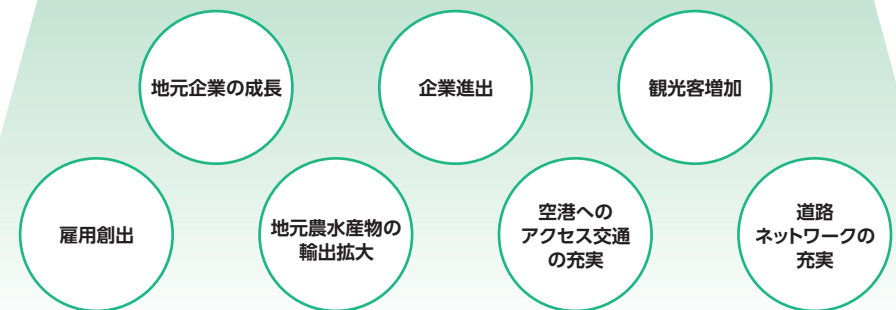 地元企業の成長
企業進出
観光客増加
雇用創出
地元農水産物の
輸出拡大
空港への
アクセス交通
の充実
道路
ネットワークの
充実